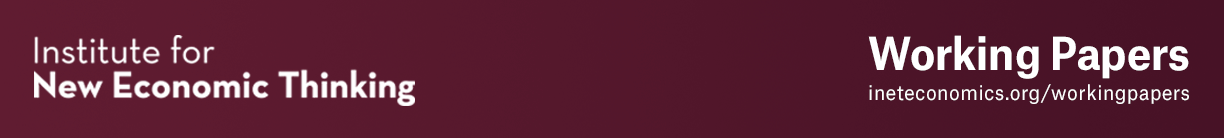 Institute for
New Economic Thinking
Working Papers
ineteconomics.org/workingpapers